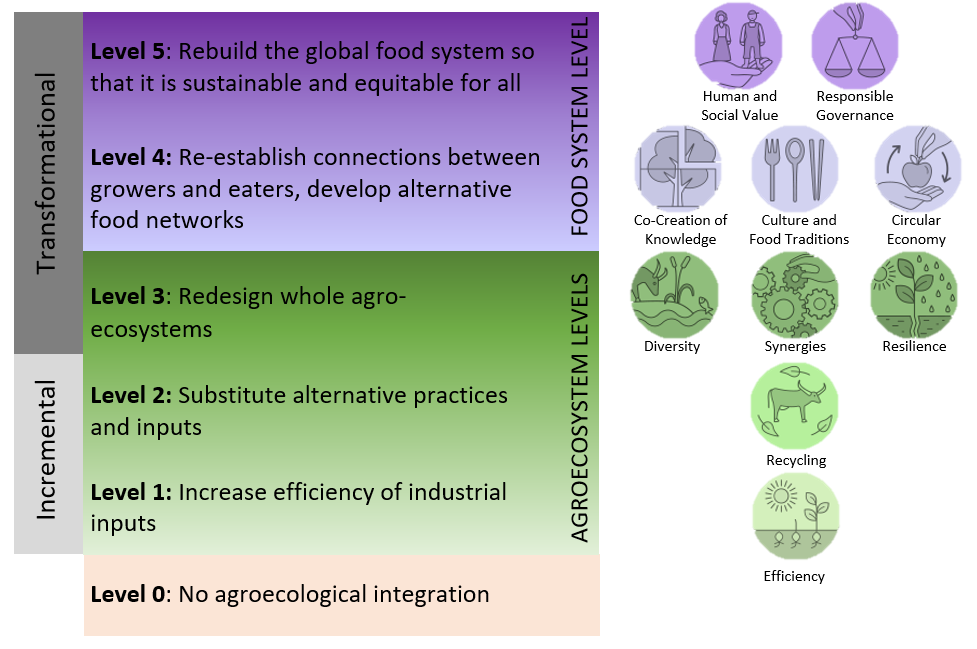 Transformational
Incremental
Level 5: Rebuild the global food system so
that it is sustainable and equitable for all
Level 4: Re-establish connections between
growers and eaters, develop alternative
food networks
FOOD SYSTEM LEVEL
Level 3: Redesign whole agro-
ecosystems
Level 2: Substitute alternative practices
and inputs
Level 1: Increase efficiency of industrial
inputs
AGROECOSYSTEM LEVELS
Level 0: No agroecological integration
Human and
Social Value
Responsible
Governance
Co-Creation of
Knowledge
Culture and
Food Traditions
Circular
Economy
Diversity
Synergies
Resilience
Recycling
Efficiency